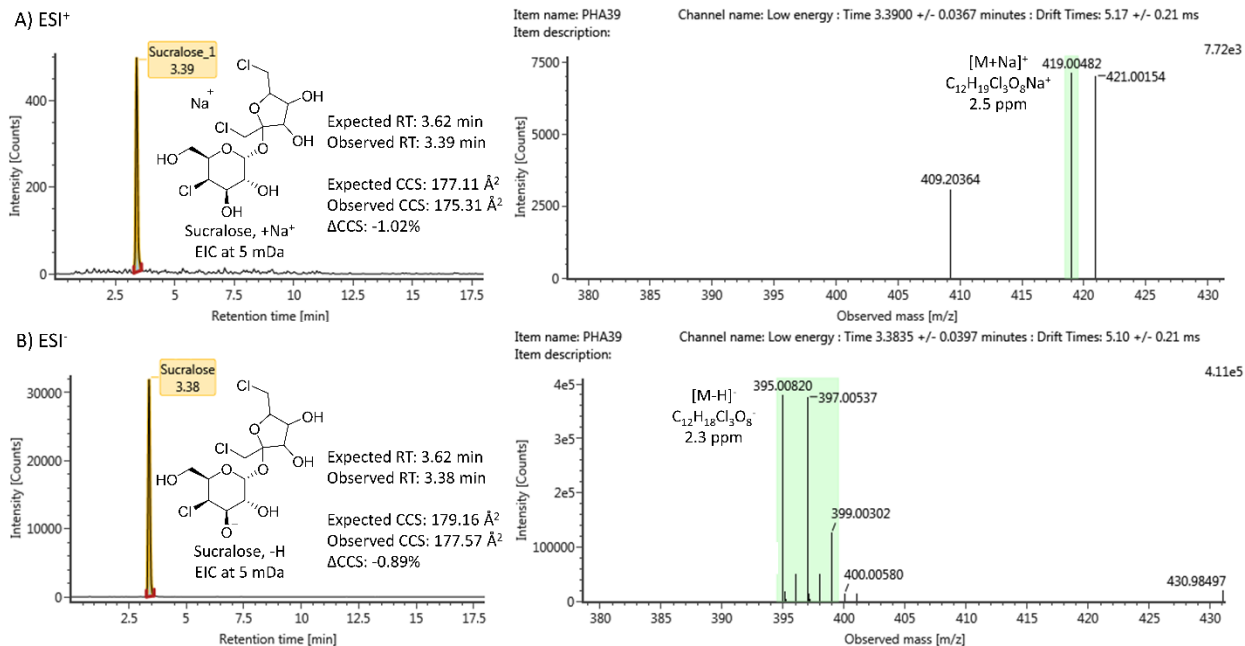 A) ESI⁺
Sucralose_1
3.39
Cl
Na⁺
OH
O
Cl
OH
O
HO
O
Cl
OH
OH
Sucralose, +Na⁺
EIC at 5 mDa
Expected RT: 3.62 min
Observed RT: 3.39 min
Expected CCS: 177.11 Å²
Observed CCS: 175.31 Å²
ΔCCS: -1.02%
Intensity [Counts]
400
200
0
2.5
5
7.5
10
12.5
15
17.5
Retention time [min]
Item name: PHA39
Channel name: Low energy : Time 3.3900 +/- 0.0367 minutes : Drift Times: 5.17 +/- 0.21 ms
Item description:
7.72e3
[M+Na]⁺
C₁₂H₁₉Cl₃O₈Na⁺
2.5 ppm
419.00482
421.00154
409.20364
Intensity [Counts]
7500
5000
2500
0
380
385
390
395
400
405
410
415
420
425
430
Observed mass [m/z]
B) ESI⁻
Sucralose
3.38
Cl
OH
O
Cl
OH
O
HO
O
Cl
OH
O⁻
Sucralose, -H
EIC at 5 mDa
Expected RT: 3.62 min
Observed RT: 3.38 min
Expected CCS: 179.16 Å²
Observed CCS: 177.57 Å²
ΔCCS: -0.89%
Intensity [Counts]
30000
20000
10000
0
2.5
5
7.5
10
12.5
15
17.5
Retention time [min]
Item name: PHA39
Channel name: Low energy : Time 3.3835 +/- 0.0397 minutes : Drift Times: 5.10 +/- 0.21 ms
Item description:
4.11e5
[M-H]⁻
C₁₂H₁₈Cl₃O₈⁻
2.3 ppm
395.00820
397.00537
399.00302
400.00580
430.98497
Intensity [Counts]
4e5
3e5
2e5
100000
0
380
385
390
395
400
405
410
415
420
425
430
Observed mass [m/z]